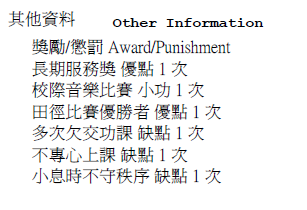 其他資料 Other Information
獎勵/懲罰 Award/Punishment
長期服務獎 優點 1 次
校際音樂比賽 小功 1 次
田徑比賽優勝者 優點 1 次
多次欠交功課 缺點 1 次
不專心上課 缺點 1 次
小息時不守秩序 缺點 1 次